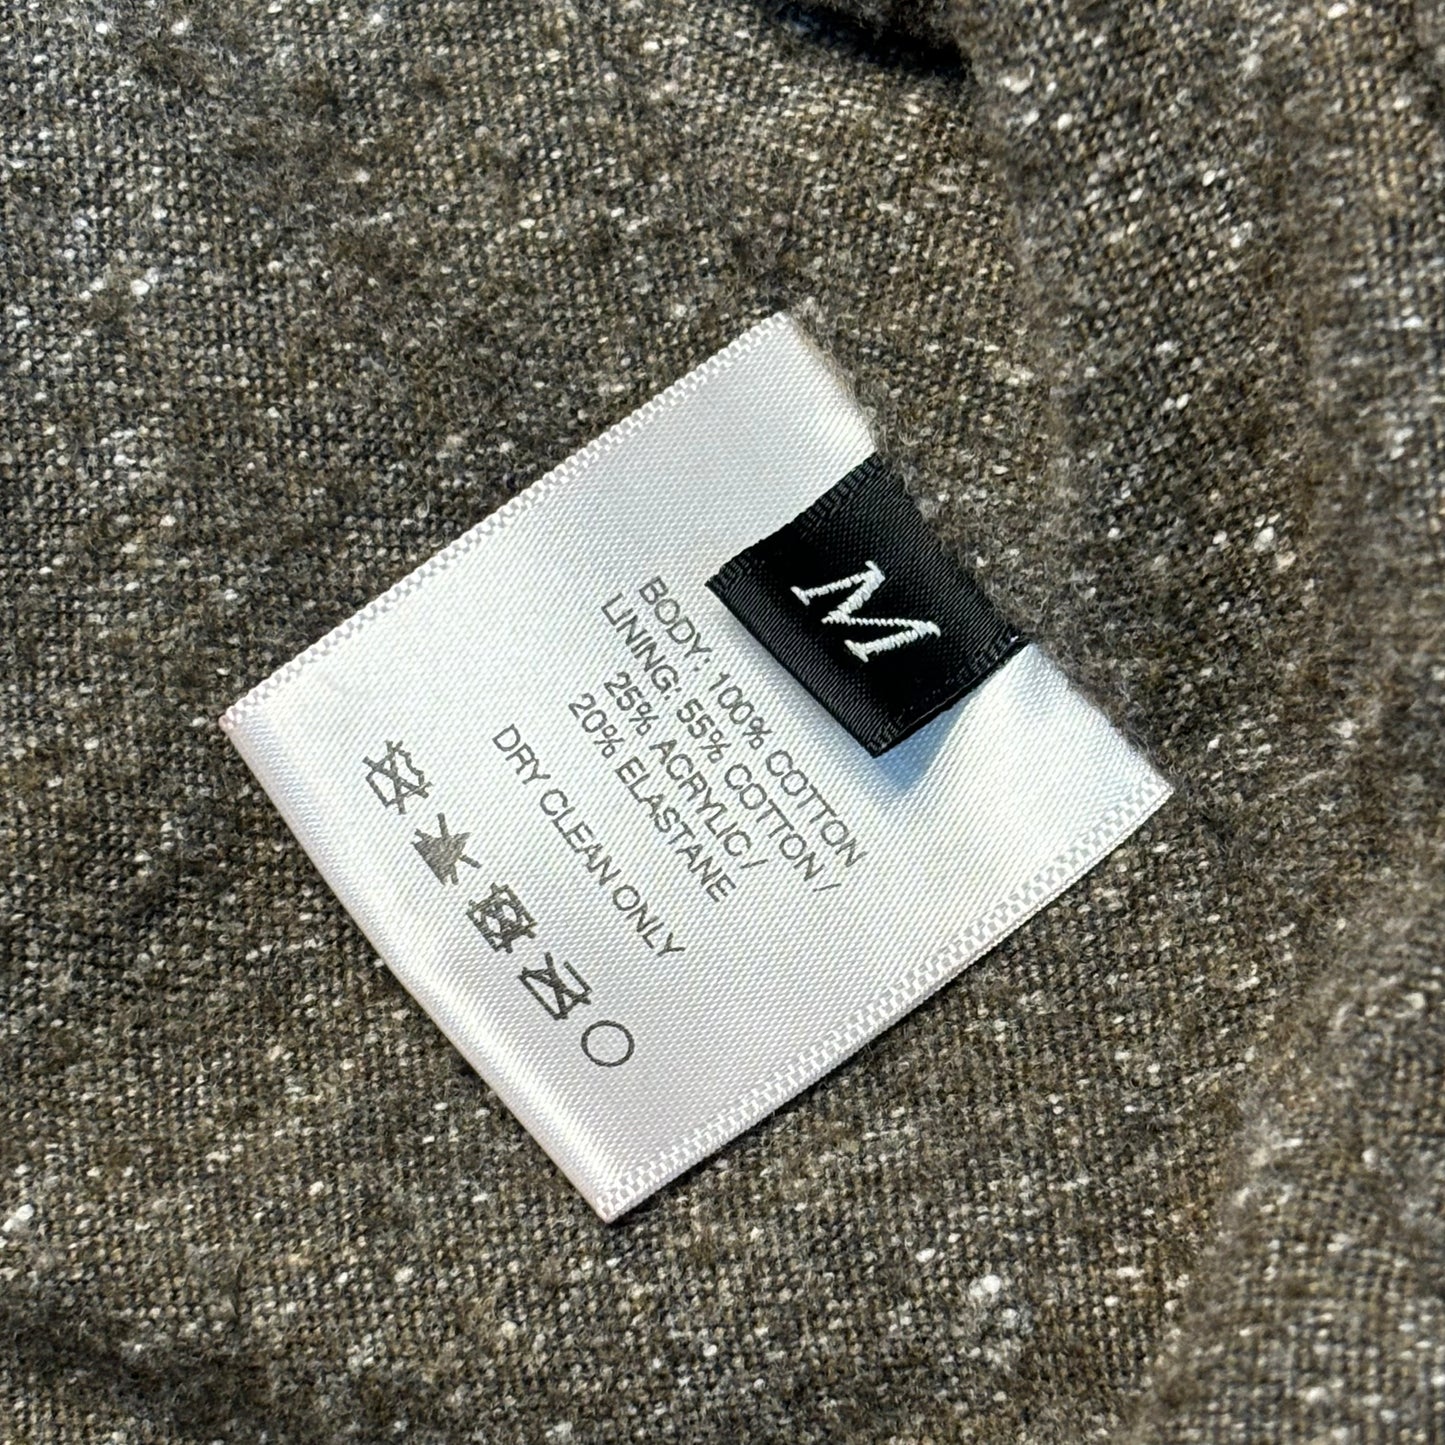 M
BODY: 100% COTTON
LINING: 55% COTTON /
25% ACRYLIC /
20% ELASTANE
DRY CLEAN ONLY